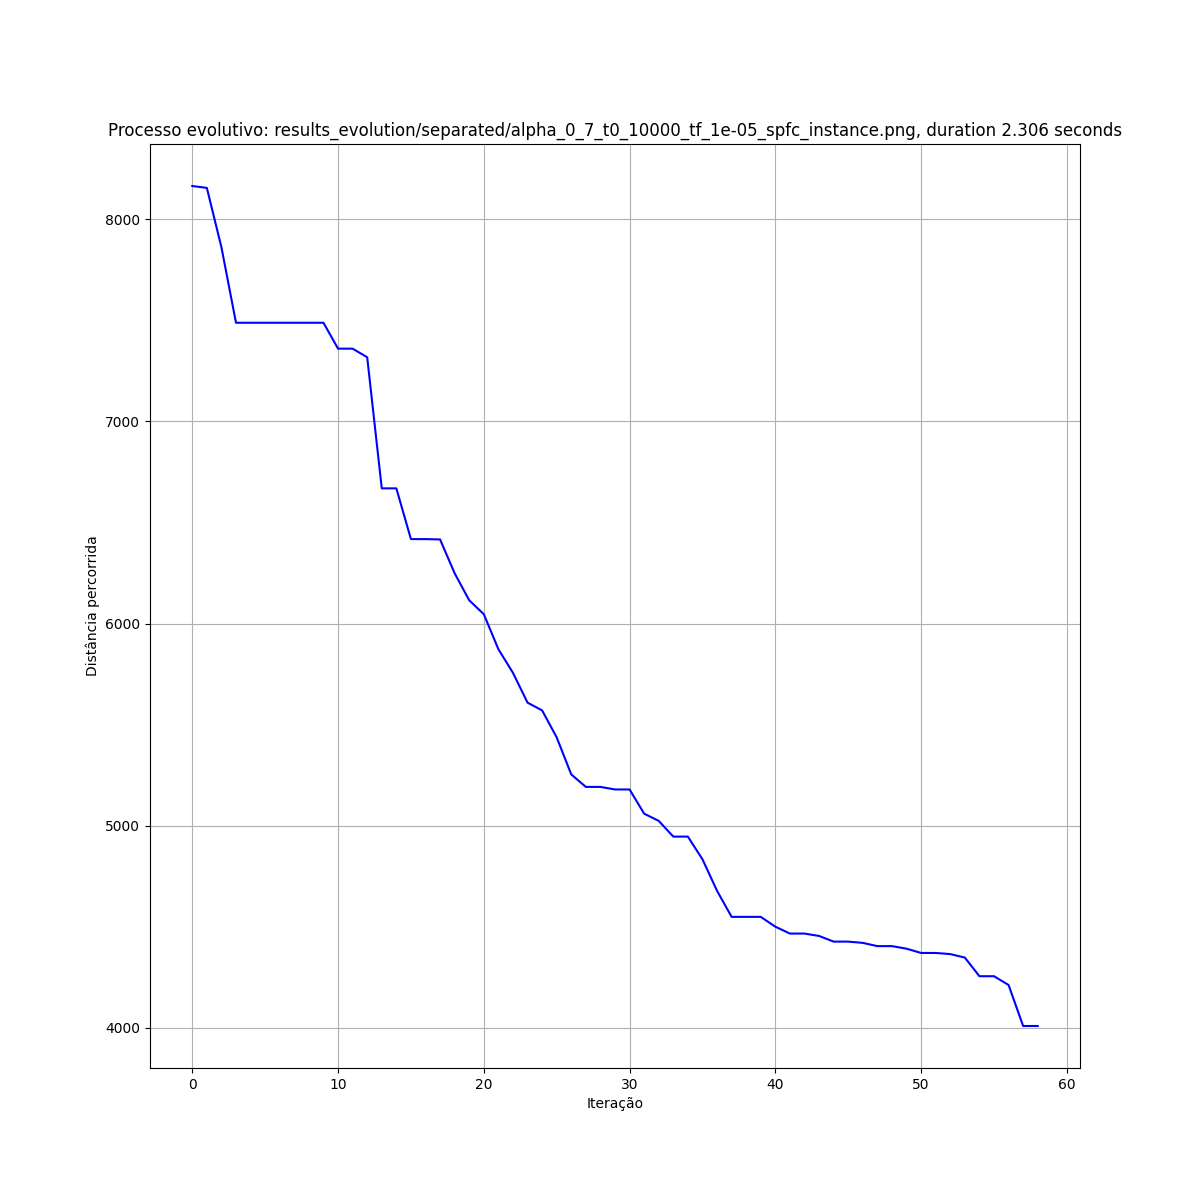 Processo evolutivo: results_evolution/separated/alpha_0_7_t0_10000_tf_1e-05_spfc_instance.png, duration 2.306 seconds
8000
7000
6000
5000
4000
Distância percorrida
0 10 20 30 40 50 60
Iteração